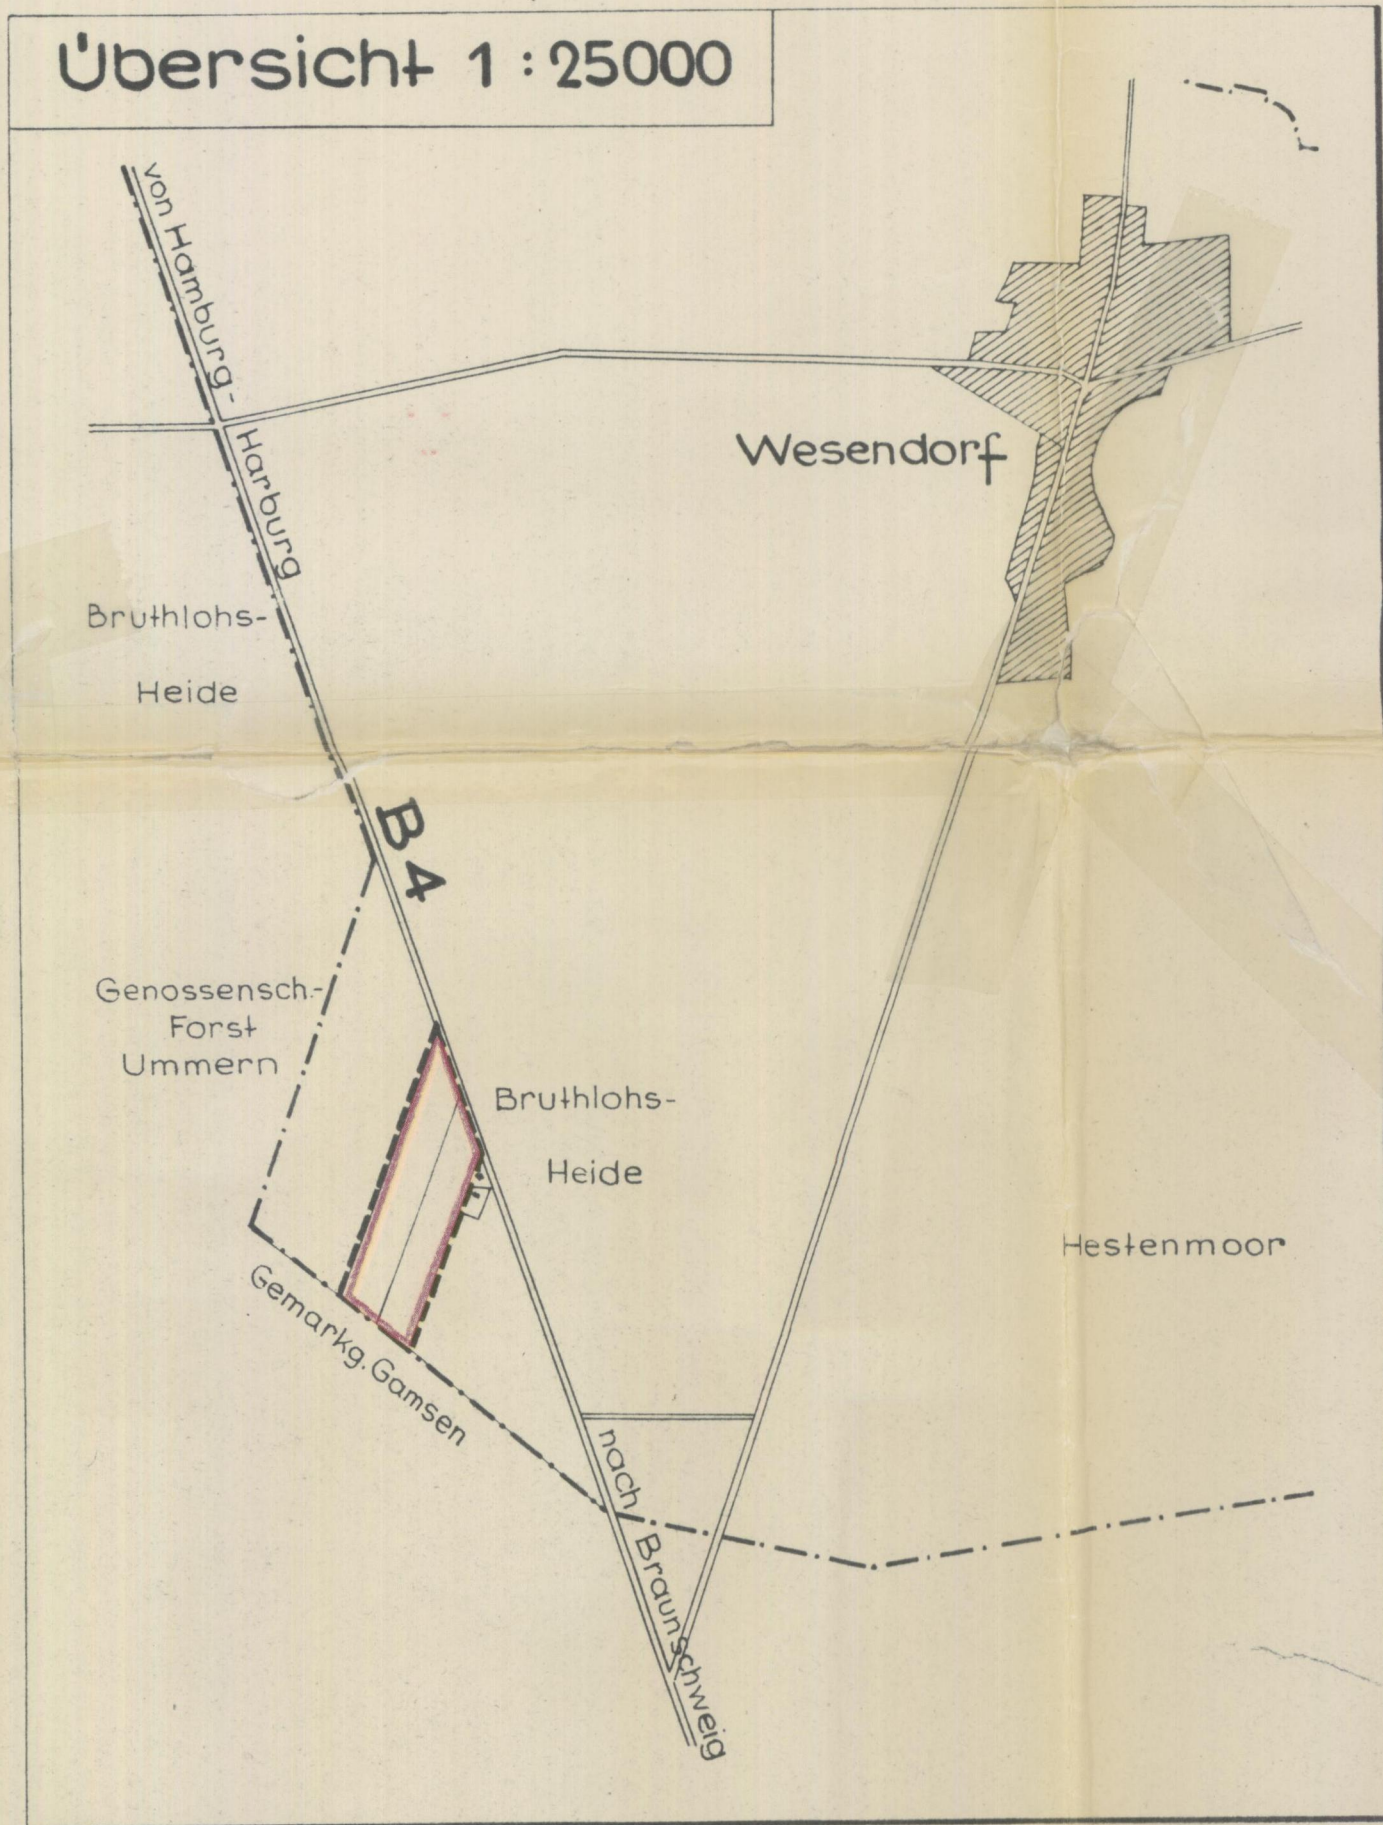 Übersicht 1 : 25000
von Hamburg-
Harburg
Wesendorf
Bruthlohs-
Heide
B 4
Genossensch.-
Forst
Ummern
Bruthlohs-
Heide
Hestenmoor
Gemarkg. Gamsen
nach Braunschweig